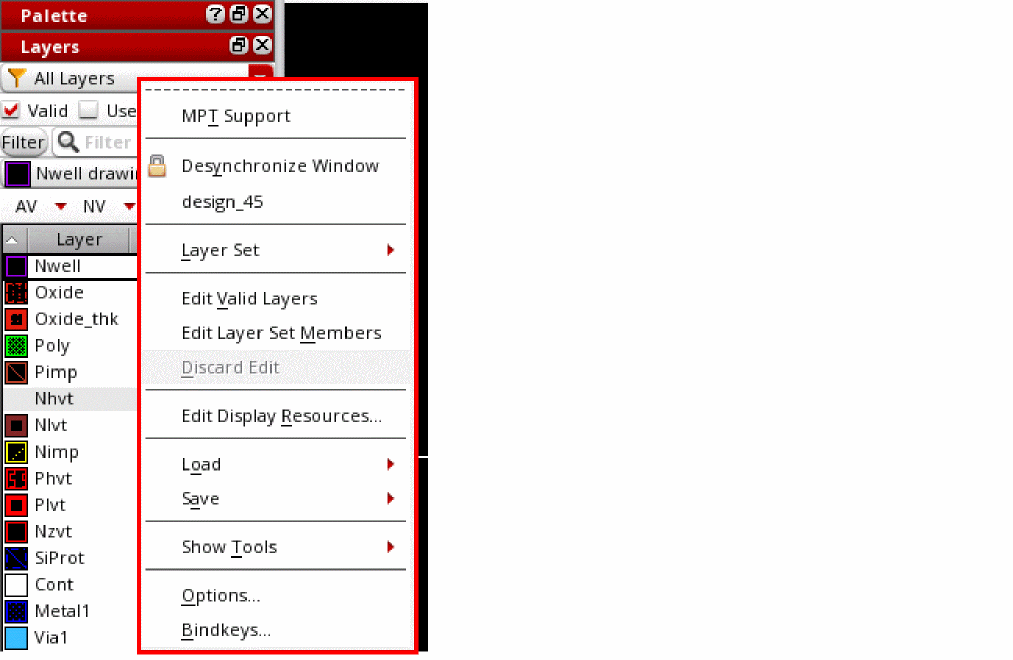 Palette
Layers
All Layers
Valid Use
Filter Filter
Nwell drawi
AV NV
Layer
Nwell
Oxide
Oxide_thk
Poly
Pimp
Nhvt
Nlvt
Nimp
Phvt
Plvt
Nzvt
SiProt
Cont
Metal1
Via1
MPT Support
Desynchronize Window
design_45
Layer Set
Edit Valid Layers
Edit Layer Set Members
Discard Edit
Edit Display Resources...
Load
Save
Show Tools
Options...
Bindkeys...